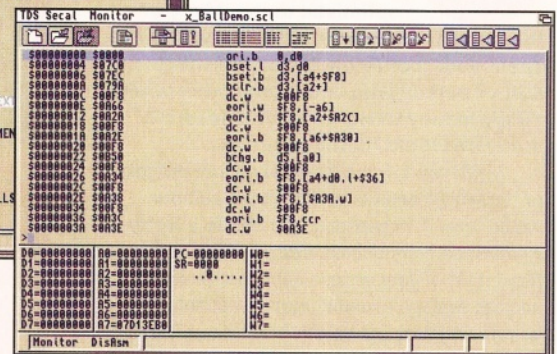 TDS Secal Monitor - x_BallDemo.scl
$00000000 $0000 ori.b 0,d0
$00000004 $07C0 bset.l d3,d0
$00000006 $07EC bset.b d3,[a4+$F8]
$0000000A $079A bclr.b d3,[a2+]
$0000000C $00F8 dc.w $00F8
$0000000E $0A66 eori.w $F8,[-a6]
$00000012 $0A2A eori.b $F8,[a2+$A2C]
$00000018 $00F8 dc.w $00F8
$0000001A $0A2E eori.b $F8,[a6+$A30]
$00000020 $00F8 dc.w $00F8
$00000022 $0B50 bchg.b d5,[a0]
$00000024 $00F8 dc.w $00F8
$00000026 $0A34 eori.b $F8,[a4+d0.l+$36]
$0000002C $00F8 dc.w $00F8
$0000002E $0A38 eori.b $F8,[$A3A.w]
$00000034 $00F8 dc.w $00F8
$00000036 $0A3C eori.b $F8,ccr
$0000003A $0A3E dc.w $0A3E
>
D0=00000000 A0=00000000 PC=00000000 W0=
D1=00000000 A1=00000000 SR=0000 W1=
D2=00000000 A2=00000000 ..0..... W2=
D3=00000000 A3=00000000 W3=
D4=00000000 A4=00000000 W4=
D5=00000000 A5=00000000 W5=
D6=00000000 A6=00000000 W6=
D7=00000000 A7=07D13EB0 W7=
Monitor DisAsm